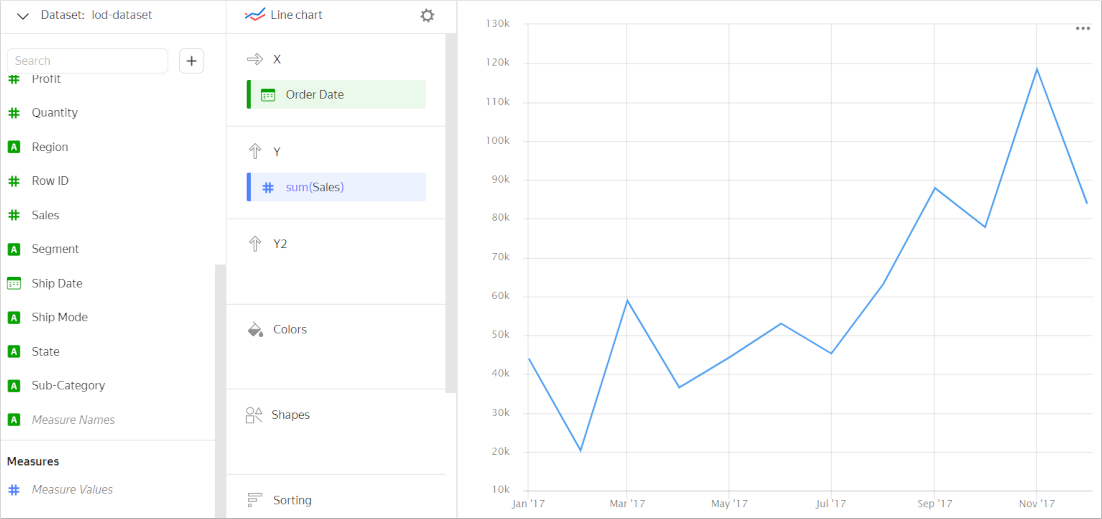 Dataset: lod-dataset
Search
+
Profit
Quantity
A Region
Row ID
Sales
A Segment
Ship Date
A Ship Mode
A State
A Sub-Category
A Measure Names
Measures
Measure Values
Line chart
X
Order Date
Y
sum(Sales)
Y2
Colors
Shapes
Sorting
130k
120k
110k
100k
90k
80k
70k
60k
50k
40k
30k
20k
10k
Jan '17 Mar '17 May '17 Jul '17 Sep '17 Nov '17